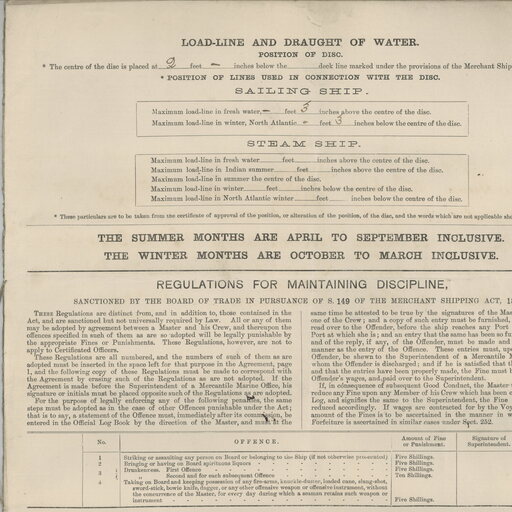 LOAD-LINE AND DRAUGHT OF WATER.
POSITION OF DISC.
* The centre of the disc is placed at 2 feet — inches below the deck line marked under the provisions of the Merchant Ship
* POSITION OF LINES USED IN CONNECTION WITH THE DISC.
SAILING SHIP.
Maximum load-line in fresh water, – feet 3 inches above the centre of the disc.
Maximum load-line in winter, North Atlantic - feet 3 inches below the centre of the disc.
STEAM SHIP.
Maximum load-line in fresh water feet inches above the centre of the disc.
Maximum load-line in Indian summer feet inches above the centre of the disc.
Maximum load-line in summer the centre of the disc.
Maximum load-line in winter feet inches below the centre of the disc.
Maximum load-line in North Atlantic winter feet inches below the centre of the disc.
* These particulars are to be taken from the certificate of approval of the position, or alteration of the position, of the disc, and the words which are not applicable sho
THE SUMMER MONTHS ARE APRIL TO SEPTEMBER INCLUSIVE.
THE WINTER MONTHS ARE OCTOBER TO MARCH INCLUSIVE.
REGULATIONS FOR MAINTAINING DISCIPLINE,
SANCTIONED BY THE BOARD OF TRADE IN PURSUANCE OF S. 149 OF THE MERCHANT SHIPPING ACT, 1
THESE Regulations are distinct from, and in addition to, those contained in the
Act, and are sanctioned but not universally required by Law. All or any of them
may be adopted by agreement between a Master and his Crew, and thereupon the
offences specified in such of them as are so adopted will be legally punishable by
the appropriate Fines or Punishments. These Regulations, however, are not to
apply to Certificated Officers.
These Regulations are all numbered, and the numbers of such of them as are
adopted must be inserted in the space left for that purpose in the Agreement, page
1, and the following copy of these Regulations must be made to correspond with
the Agreement by erasing such of the Regulations as are not adopted. If the
Agreement is made before the Superintendent of a Mercantile Marine Office, his
signature or initials must be placed opposite such of the Regulations as are adopted.
For the purpose of legally enforcing any of the following penalties, the same
steps must be adopted as in the case of other Offences punishable under the Act;
that is to say, a statement of the Offence must, immediately after its commission, be
entered in the Official Log Book by the direction of the Master, and must at the
same time be attested to be true by the signature of the Mas
one of the Crew; and a copy of such entry must be furnished,
read over to the Offender, before the ship reaches any Port
Port at which she is; and an entry that the same has been so fur
and of the reply, if any, of the Offender, must be made and
manner as the entry of the Offence. These entries must, upo
Offender, be shewn to the Superintendent of a Mercantile M
whom the Offender is discharged; and if he is satisfied that t
and that the entries have been properly made, the Fine must b
Offender's wages, and paid over to the Superintendent.
If, in consequence of subsequent Good Conduct, the Master
reduce any Fine upon any Member of his Crew which has been e
Log, and signifies the same to the Superintendent, the Fine
reduced accordingly. If wages are contracted for by the Voy
amount of the Fines is to be ascertained in the manner in w
Forfeiture is ascertained in similar cases under Sect. 232.
No. OFFENCE. Amount of Fine or Punishment. Signature of Superintendent.
1 Striking or assaulting any person on Board or belonging to the Ship (if not otherwise prosecuted) Five Shillings.
2 Bringing or having on Board spirituous liquors Five Shillings.
3 Drunkenness. First Offence Five Shillings.
Second and for each subsequent Offence Ten Shillings.
4 Taking on Board and keeping possession of any fire-arms, knuckle-duster, loaded cane, slung-shot,
sword-stick, bowie knife, dagger, or any other offensive weapon or offensive instrument, without
the concurrence of the Master, for every day during which a seaman retains such weapon or
instrument Five Shillings.